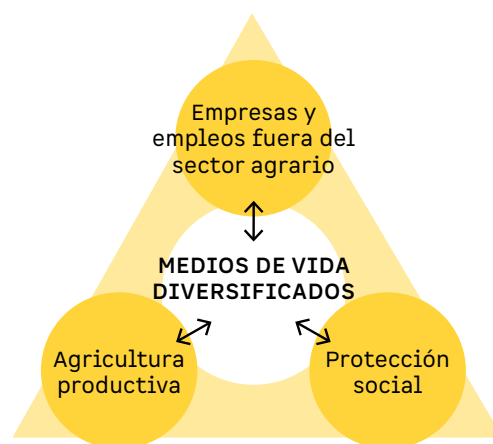 Empresas y
empleos fuera del
sector agrario
MEDIOS DE VIDA
DIVERSIFICADOS
Agricultura
productiva
Protección
social